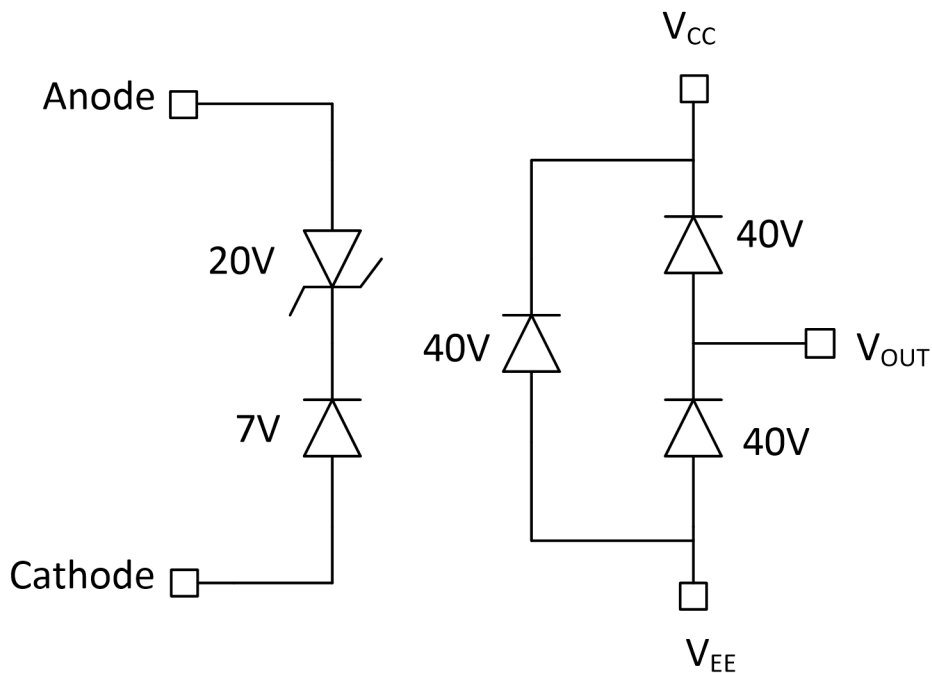 Anode
20V
7V
Cathode
VCC
40V
40V
VOUT
40V
VEE